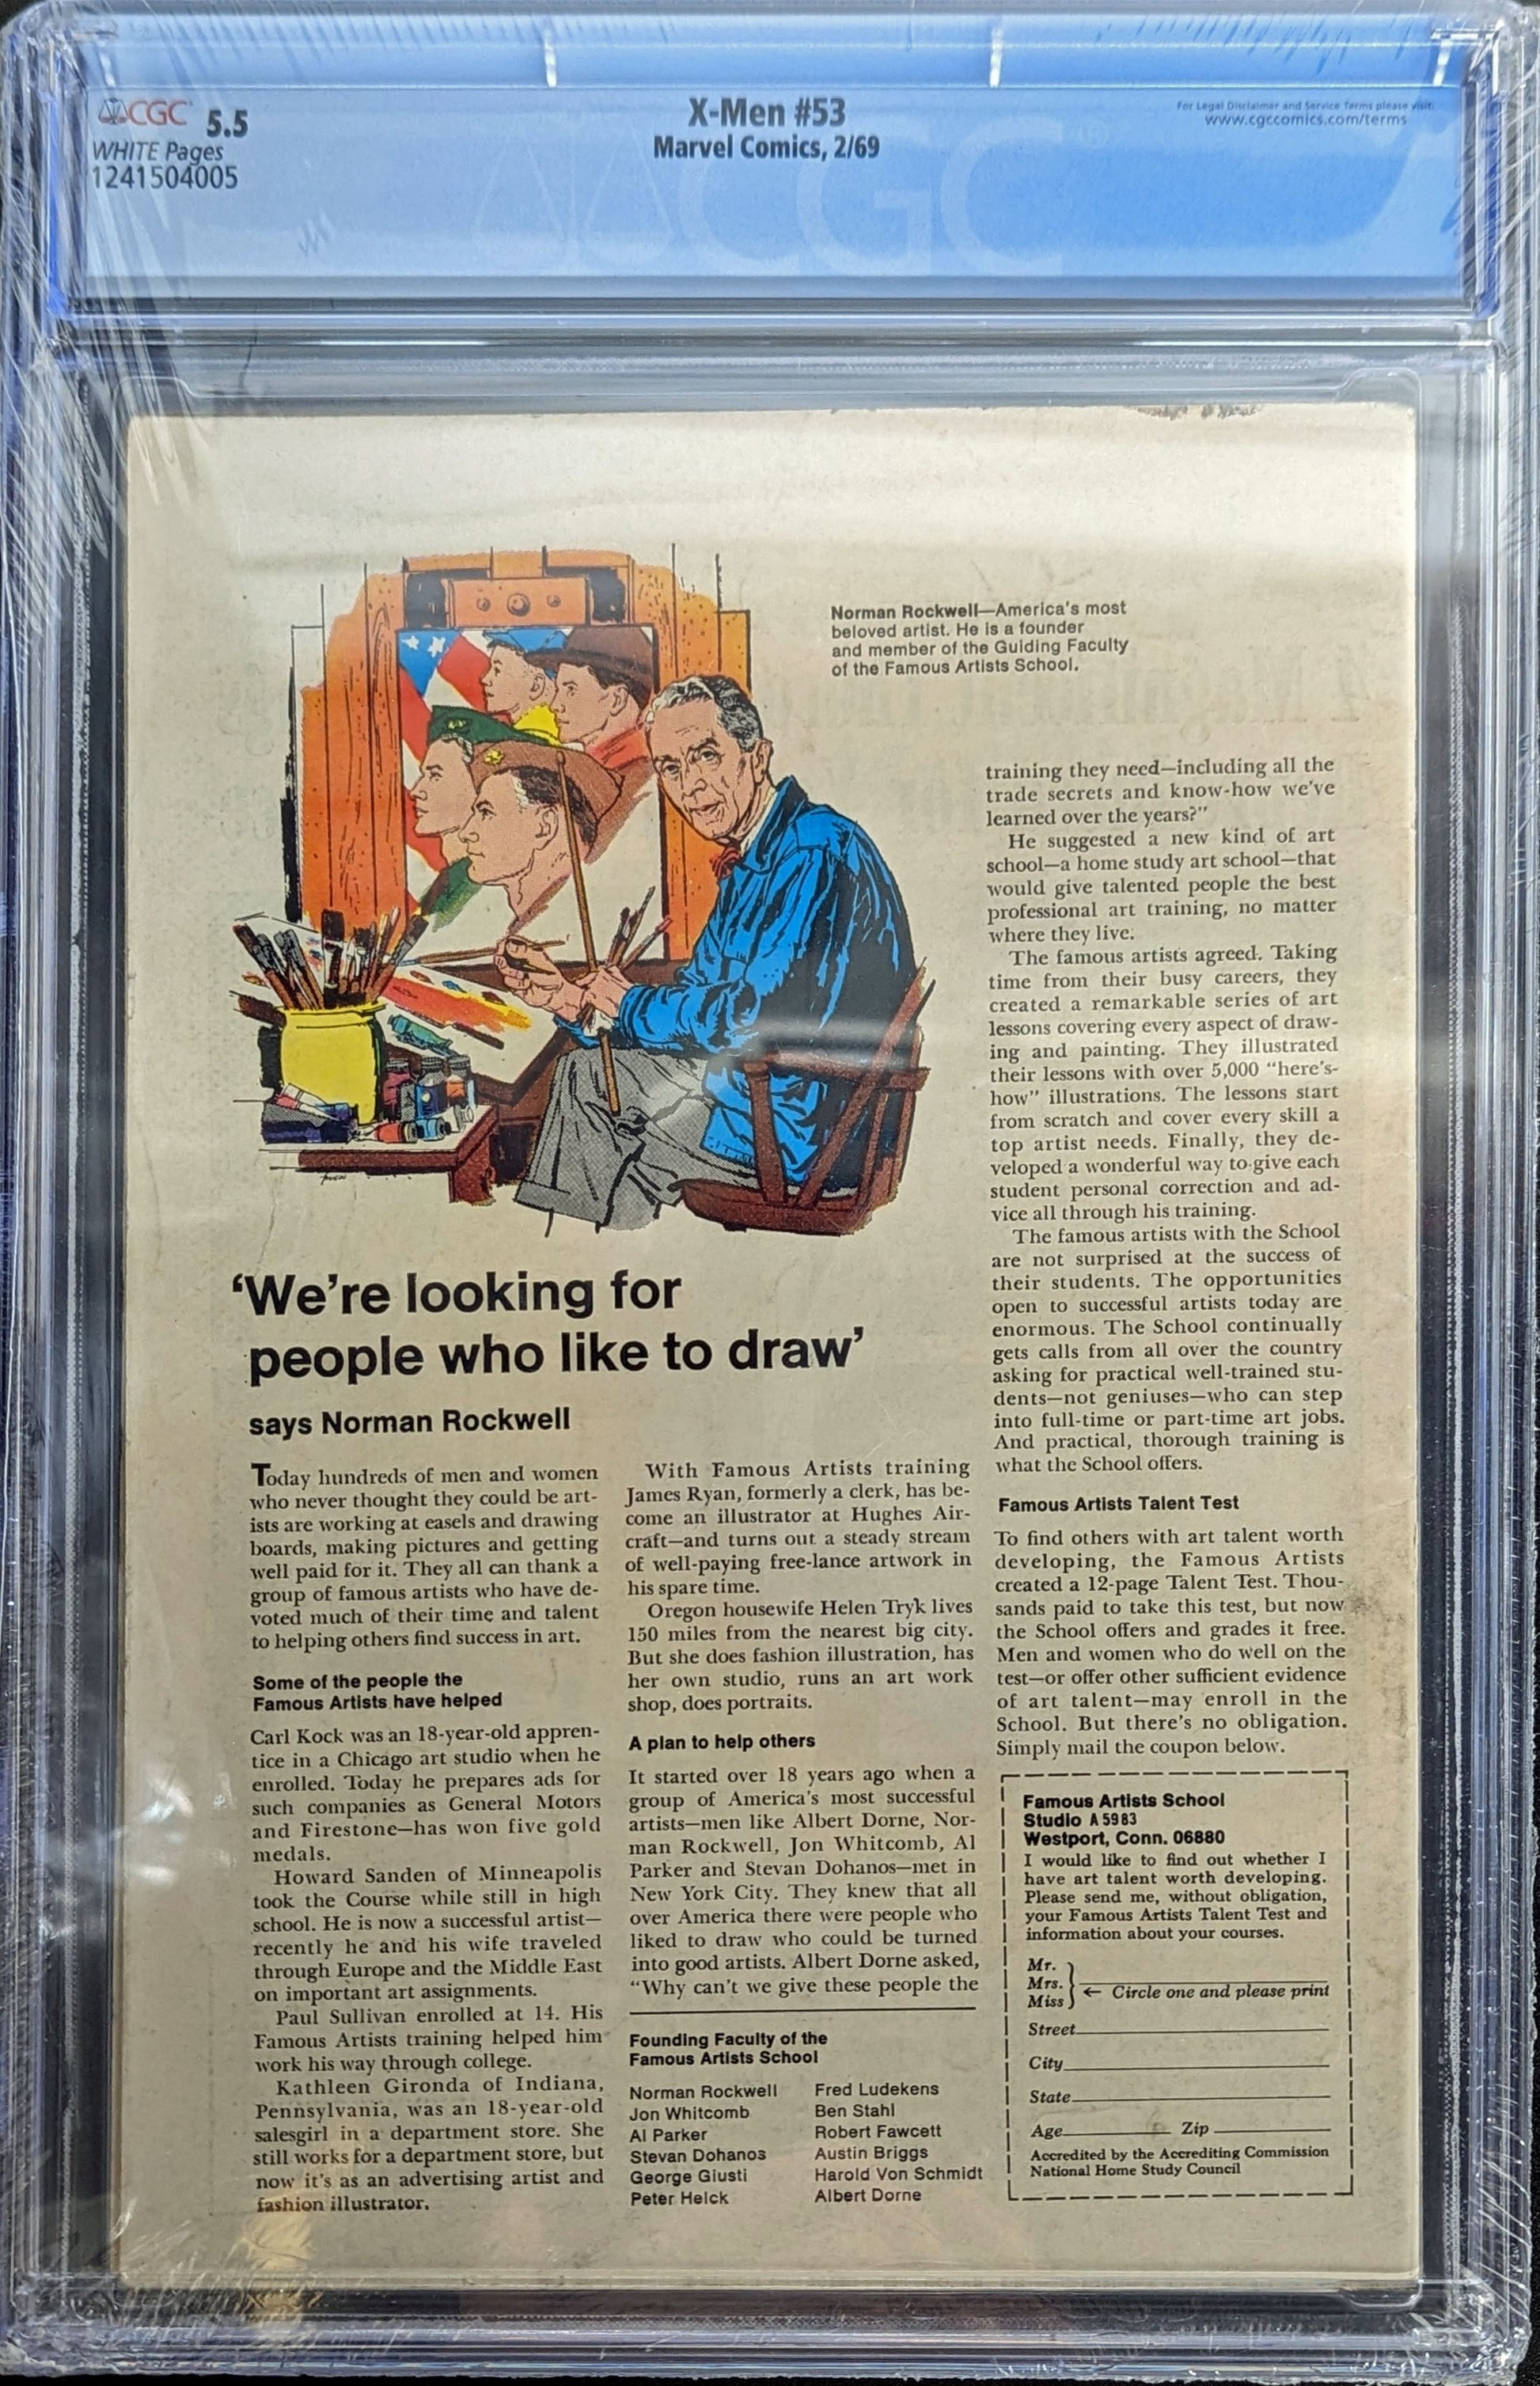 CGC 5.5
WHITE Pages
1241504005
X-Men #53
Marvel Comics, 2/69
For Legal Disclaimer and Service Terms please visit:
www.cgccomics.com/terms
CGC
Norman Rockwell—America's most
beloved artist. He is a founder
and member of the Guiding Faculty
of the Famous Artists School.
‘We’re looking for
people who like to draw’
says Norman Rockwell
Today hundreds of men and women
who never thought they could be art-
ists are working at easels and drawing
boards, making pictures and getting
well paid for it. They all can thank a
group of famous artists who have de-
voted much of their time and talent
to helping others find success in art.
Some of the people the
Famous Artists have helped
Carl Kock was an 18-year-old appren-
tice in a Chicago art studio when he
enrolled. Today he prepares ads for
such companies as General Motors
and Firestone—has won five gold
medals.
Howard Sanden of Minneapolis
took the Course while still in high
school. He is now a successful artist—
recently he and his wife traveled
through Europe and the Middle East
on important art assignments.
Paul Sullivan enrolled at 14. His
Famous Artists training helped him
work his way through college.
Kathleen Gironda of Indiana,
Pennsylvania, was an 18-year-old
salesgirl in a department store. She
still works for a department store, but
now it's as an advertising artist and
fashion illustrator.
With Famous Artists training
James Ryan, formerly a clerk, has be-
come an illustrator at Hughes Air-
craft—and turns out a steady stream
of well-paying free-lance artwork in
his spare time.
Oregon housewife Helen Tryk lives
150 miles from the nearest big city.
But she does fashion illustration, has
her own studio, runs an art work
shop, does portraits.
A plan to help others
It started over 18 years ago when a
group of America's most successful
artists—men like Albert Dorne, Nor-
man Rockwell, Jon Whitcomb, Al
Parker and Stevan Dohanos—met in
New York City. They knew that all
over America there were people who
liked to draw who could be turned
into good artists. Albert Dorne asked,
“Why can't we give these people the
training they need—including all the
trade secrets and know-how we've
learned over the years?”
He suggested a new kind of art
school—a home study art school—that
would give talented people the best
professional art training, no matter
where they live.
The famous artists agreed. Taking
time from their busy careers, they
created a remarkable series of art
lessons covering every aspect of draw-
ing and painting. They illustrated
their lessons with over 5,000 “here's-
how” illustrations. The lessons start
from scratch and cover every skill a
top artist needs. Finally, they de-
veloped a wonderful way to give each
student personal correction and ad-
vice all through his training.
The famous artists with the School
are not surprised at the success of
their students. The opportunities
open to successful artists today are
enormous. The School continually
gets calls from all over the country
asking for practical well-trained stu-
dents—not geniuses—who can step
into full-time or part-time art jobs.
And practical, thorough training is
what the School offers.
Famous Artists Talent Test
To find others with art talent worth
developing, the Famous Artists
created a 12-page Talent Test. Thou-
sands paid to take this test, but now
the School offers and grades it free.
Men and women who do well on the
test—or offer other sufficient evidence
of art talent—may enroll in the
School. But there's no obligation.
Simply mail the coupon below.
Founding Faculty of the
Famous Artists School
Norman Rockwell
Jon Whitcomb
Al Parker
Stevan Dohanos
George Giusti
Peter Helck
Fred Ludekens
Ben Stahl
Robert Fawcett
Austin Briggs
Harold Von Schmidt
Albert Dorne
Famous Artists School
Studio A5983
Westport, Conn. 06880
I would like to find out whether I
have art talent worth developing.
Please send me, without obligation,
your Famous Artists Talent Test and
information about your courses.
Mr.
Mrs.
Miss
← Circle one and please print
Street
City
State
Age Zip
Accredited by the Accrediting Commission
National Home Study Council